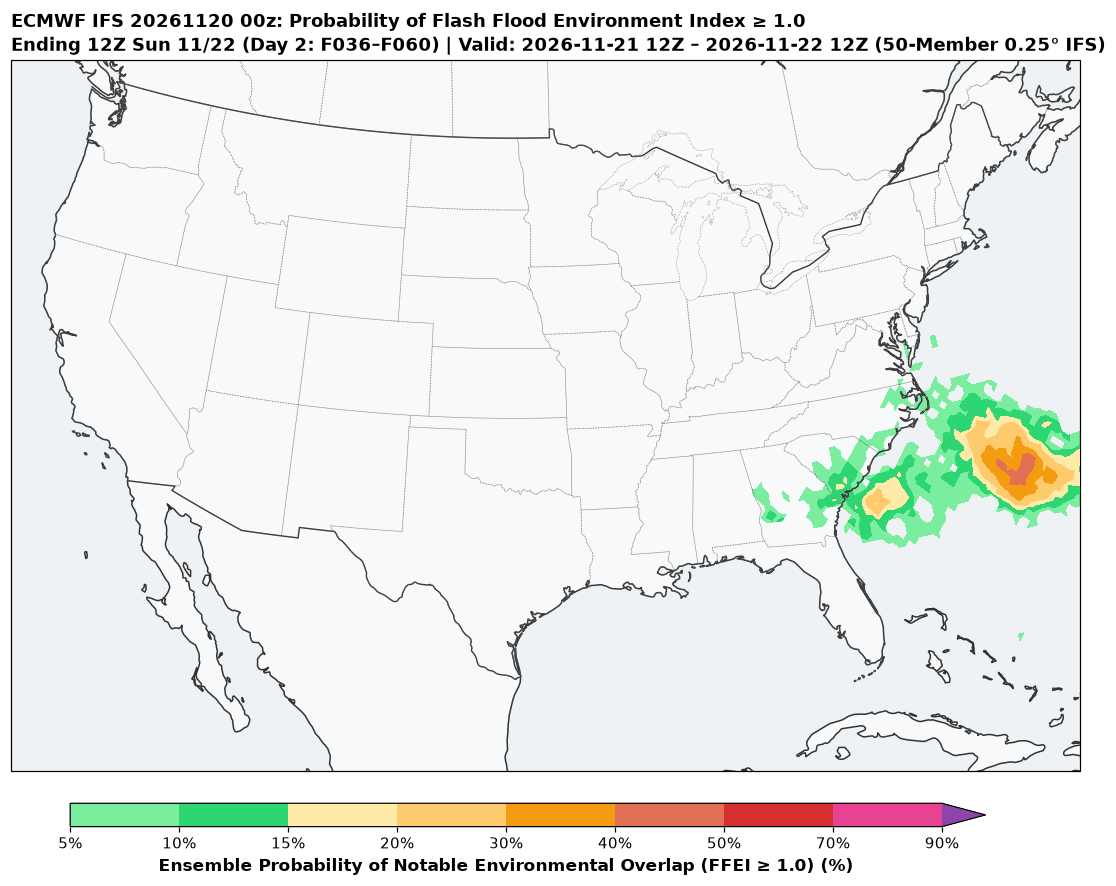 ECMWF IFS 20261120 00z: Probability of Flash Flood Environment Index ≥ 1.0
Ending 12Z Sun 11/22 (Day 2: F036–F060) | Valid: 2026-11-21 12Z – 2026-11-22 12Z (50-Member 0.25° IFS)
5% 10% 15% 20% 30% 40% 50% 70% 90%
Ensemble Probability of Notable Environmental Overlap (FFEI ≥ 1.0) (%)